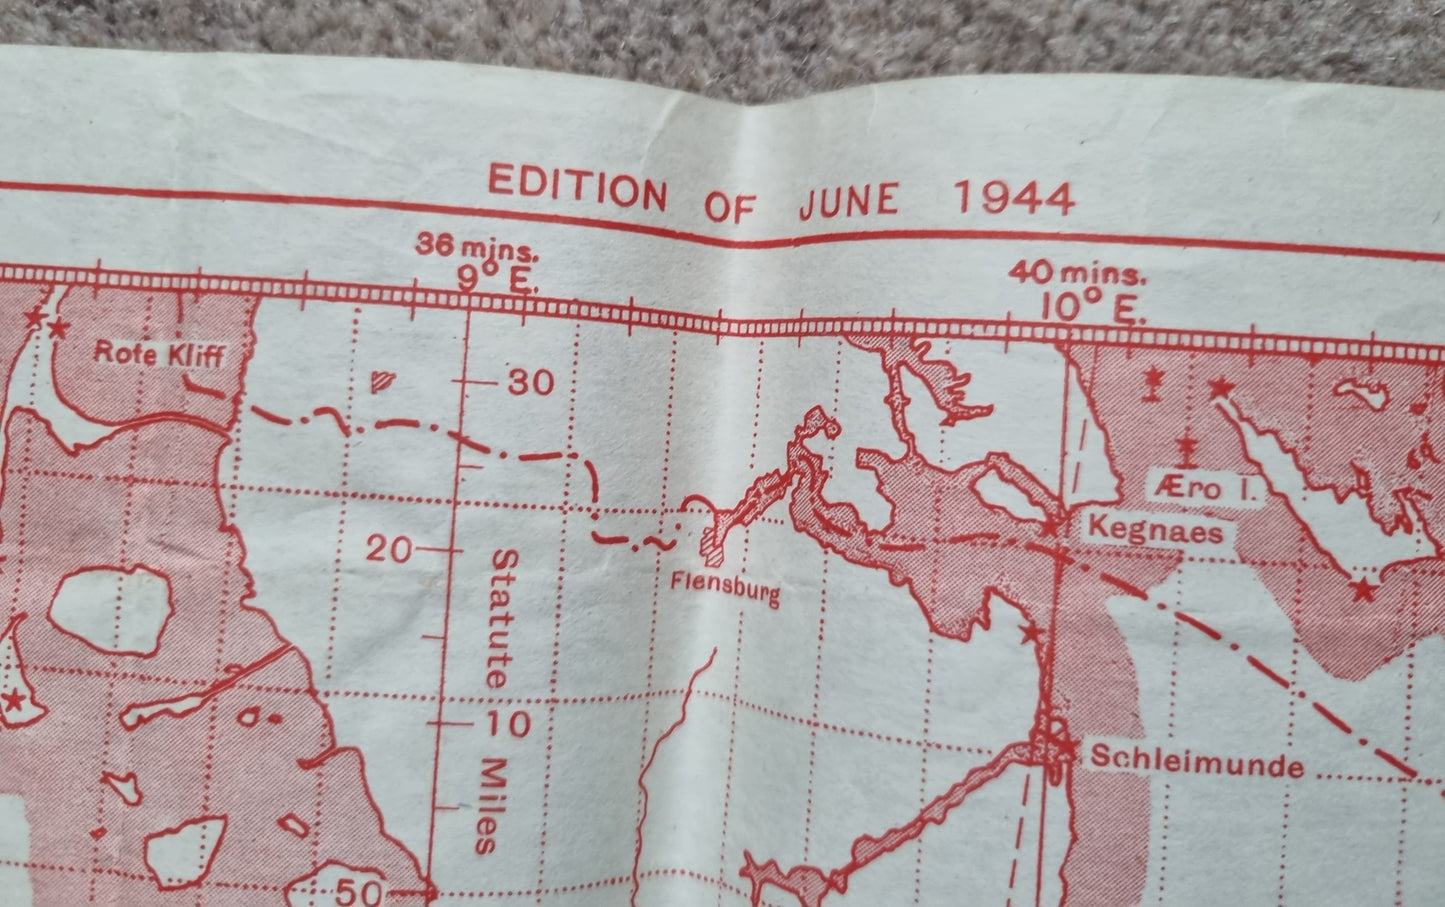 EDITION OF JUNE 1944
36 mins.
9° E.
40 mins.
10° E.
Rote Kliff
30
Ærö I.
Kegnaes
20
Flensburg
Statute Miles
10
Schleimunde
50